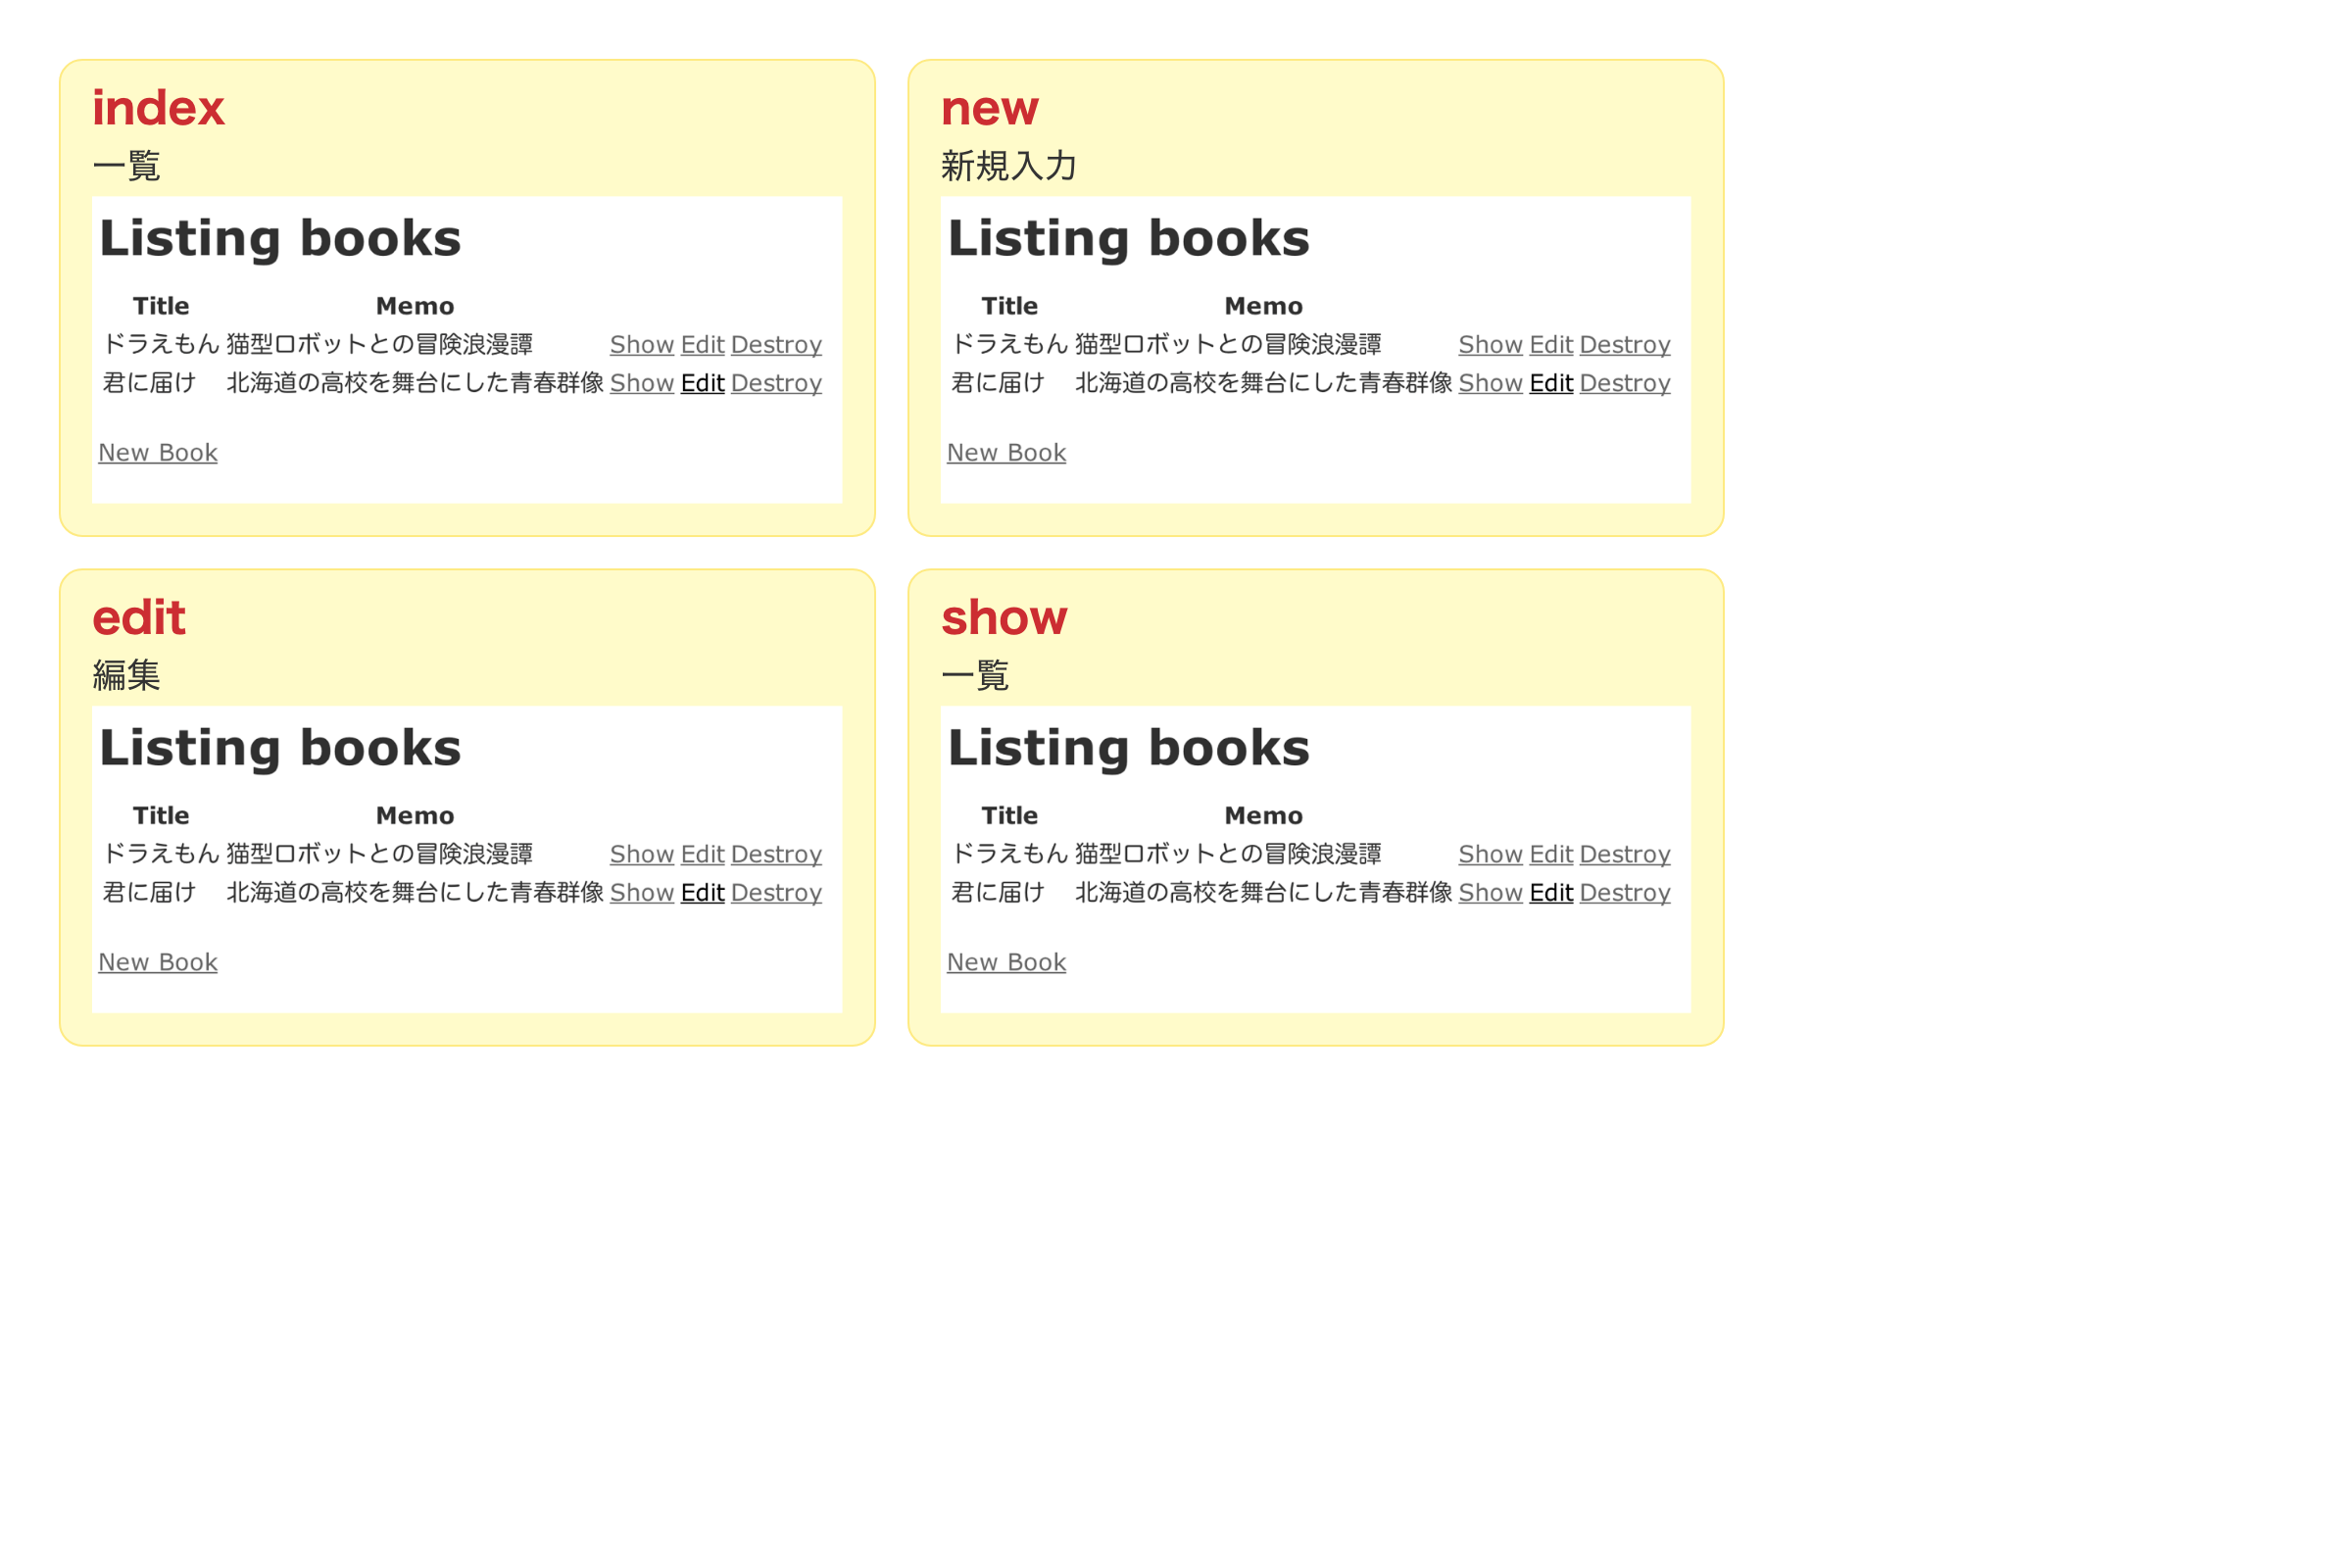 index
一覧
Listing books
Title Memo
ドラえもん 猫型ロボットとの冒険浪漫譚 Show Edit Destroy
君に届け 北海道の高校を舞台にした青春群像 Show Edit Destroy
New Book
new
新規入力
Listing books
Title Memo
ドラえもん 猫型ロボットとの冒険浪漫譚 Show Edit Destroy
君に届け 北海道の高校を舞台にした青春群像 Show Edit Destroy
New Book
edit
編集
Listing books
Title Memo
ドラえもん 猫型ロボットとの冒険浪漫譚 Show Edit Destroy
君に届け 北海道の高校を舞台にした青春群像 Show Edit Destroy
New Book
show
一覧
Listing books
Title Memo
ドラえもん 猫型ロボットとの冒険浪漫譚 Show Edit Destroy
君に届け 北海道の高校を舞台にした青春群像 Show Edit Destroy
New Book